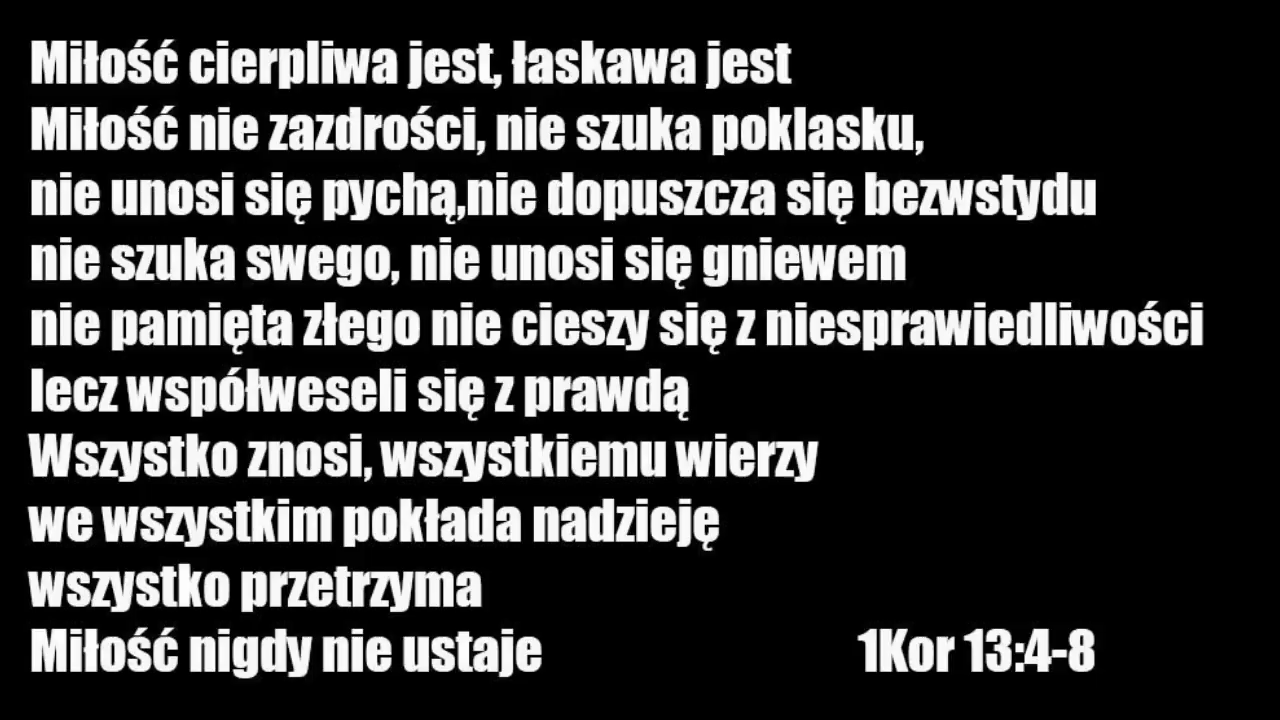 Miłość cierpliwa jest, łaskawa jest
Miłość nie zazdrości, nie szuka poklasku,
nie unosi się pychą,nie dopuszcza się bezwstydu
nie szuka swego, nie unosi się gniewem
nie pamięta złego nie cieszy się z niesprawiedliwości
lecz współweseli się z prawdą
Wszystko znosi, wszystkiemu wierzy
we wszystkim pokłada nadzieję
wszystko przetrzyma
Miłość nigdy nie ustaje 1Kor 13:4-8